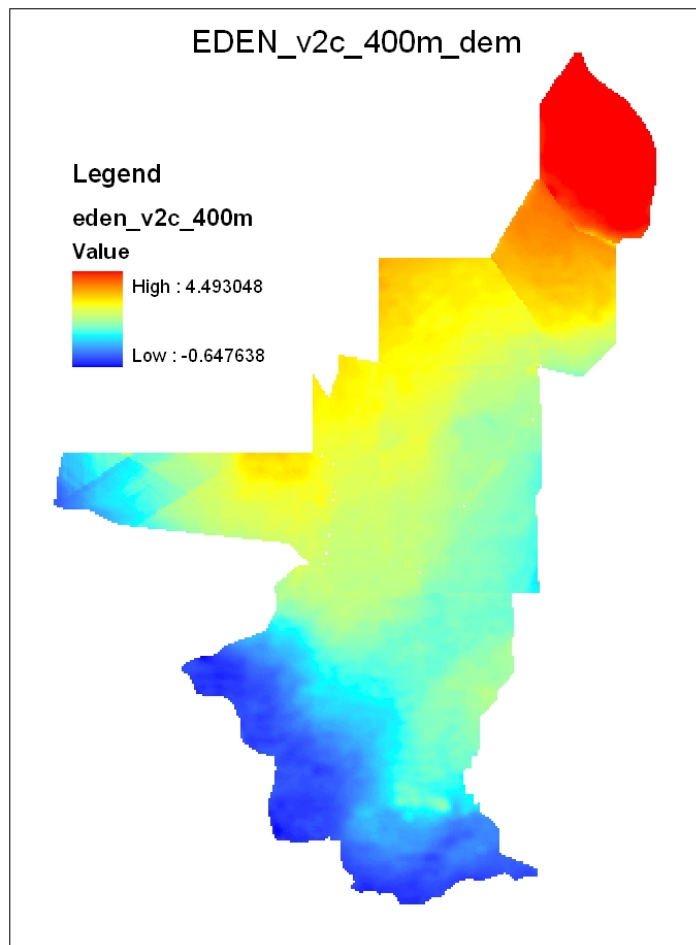 EDEN_v2c_400m_dem
Legend
eden_v2c_400m
Value
High : 4.493048
Low : -0.647638